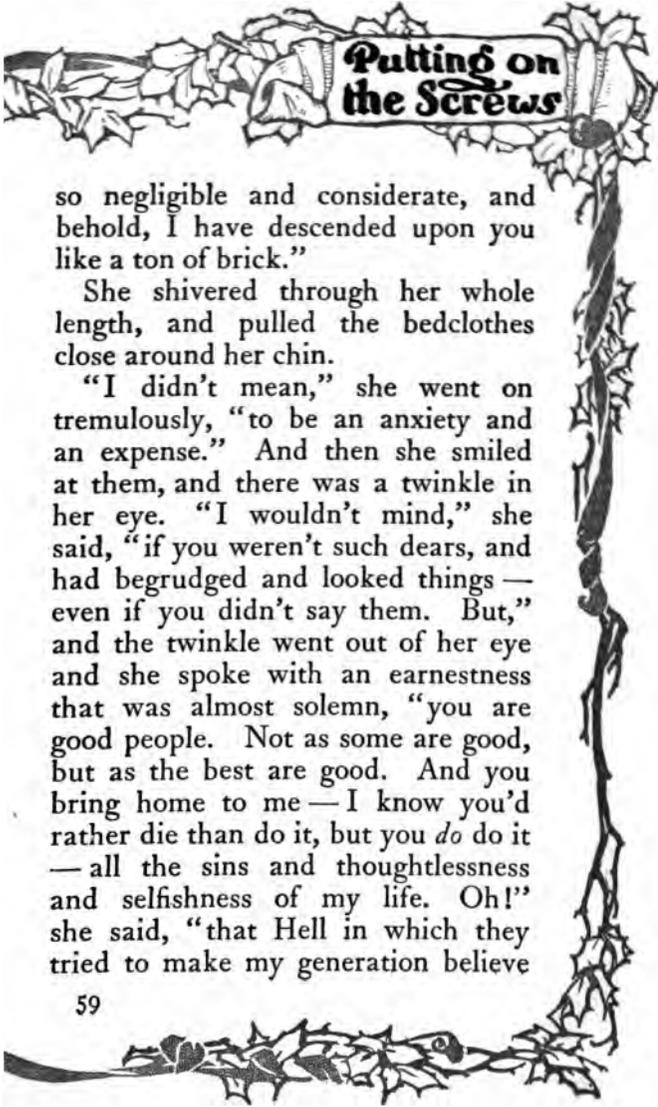 Putting on
the Screws
so negligible and considerate, and
behold, I have descended upon you
like a ton of brick.”
She shivered through her whole
length, and pulled the bedclothes
close around her chin.
“I didn’t mean,” she went on
tremulously, “to be an anxiety and
an expense.” And then she smiled
at them, and there was a twinkle in
her eye. “I wouldn’t mind,” she
said, “if you weren’t such dears, and
had begrudged and looked things —
even if you didn’t say them. But,”
and the twinkle went out of her eye
and she spoke with an earnestness
that was almost solemn, “you are
good people. Not as some are good,
but as the best are good. And you
bring home to me — I know you’d
rather die than do it, but you do do it
— all the sins and thoughtlessness
and selfishness of my life. Oh!”
she said, “that Hell in which they
tried to make my generation believe
59